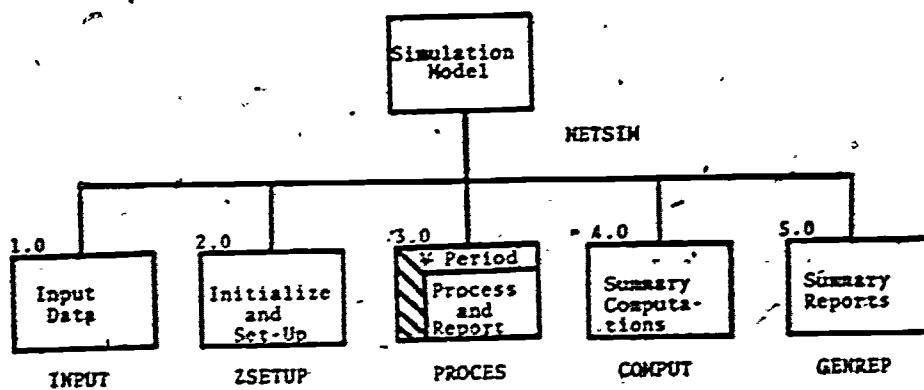 Simulation
Model
NETSIM
1.0
2.0
3.0
4.0
5.0
Input
Data
Initialize
and
Set-Up
∀ Period
Process
and
Report
Summary
Computa-
tions
Summary
Reports
INPUT
ZSETUP
PROCES
COMPUT
GENREP